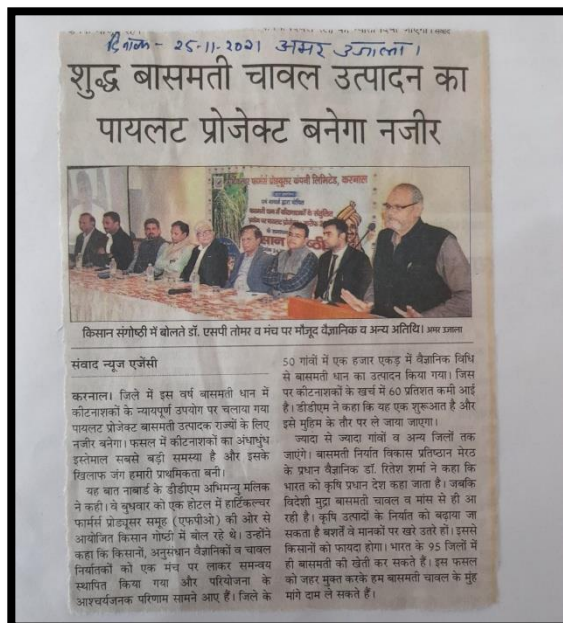 दिनांक - 25-11-2021 अमर उजाला।
शुद्ध बासमती चावल उत्पादन का
पायलट प्रोजेक्ट बनेगा नजीर
फार्मर्स प्रोड्यूसर कंपनी लिमिटेड, करनाल
किसान संगोष्ठी में बोलते डॉ. एसपी तोमर व मंच पर मौजूद वैज्ञानिक व अन्य अतिथि। अमर उजाला
संवाद न्यूज एजेंसी
करनाल। जिले में इस वर्ष बासमती धान में
कीटनाशकों के न्यायपूर्ण उपयोग पर चलाया गया
पायलट प्रोजेक्ट बासमती उत्पादक राज्यों के लिए
नजीर बनेगा। फसल में कीटनाशकों का अंधाधुंध
इस्तेमाल सबसे बड़ी समस्या है और इसके
खिलाफ जंग हमारी प्राथमिकता बनी।
यह बात नाबार्ड के डीडीएम अभिमन्यु मलिक
ने कही। वे बुधवार को एक होटल में हार्टिकल्चर
फार्मर्स प्रोड्यूसर समूह (एफपीओ) की ओर से
आयोजित किसान गोष्ठी में बोल रहे थे। उन्होंने
कहा कि किसानों, अनुसंधान वैज्ञानिकों व चावल
निर्यातकों को एक मंच पर लाकर समन्वय
स्थापित किया गया और परियोजना के
आश्चर्यजनक परिणाम सामने आए हैं। जिले के
50 गांवों में एक हजार एकड़ में वैज्ञानिक विधि
से बासमती धान का उत्पादन किया गया। जिस
पर कीटनाशकों के खर्च में 60 प्रतिशत कमी आई
है। डीडीएम ने कहा कि यह एक शुरूआत है और
इसे मुहिम के तौर पर ले जाया जाएगा।
ज्यादा से ज्यादा गांवों व अन्य जिलों तक
जाएंगे। बासमती निर्यात विकास प्रतिष्ठान मेरठ
के प्रधान वैज्ञानिक डॉ. रितेश शर्मा ने कहा कि
भारत को कृषि प्रधान देश कहा जाता है। जबकि
विदेशी मुद्रा बासमती चावल व मांस से ही आ
रही है। कृषि उत्पादों के निर्यात को बढ़ाया जा
सकता है बशर्ते वे मानकों पर खरे उतरे हों। इससे
किसानों को फायदा होगा। भारत के 95 जिलों में
ही बासमती की खेती कर सकते हैं। इस फसल
को जहर मुक्त करके हम बासमती चावल के मुंह
मांगे दाम ले सकते हैं।